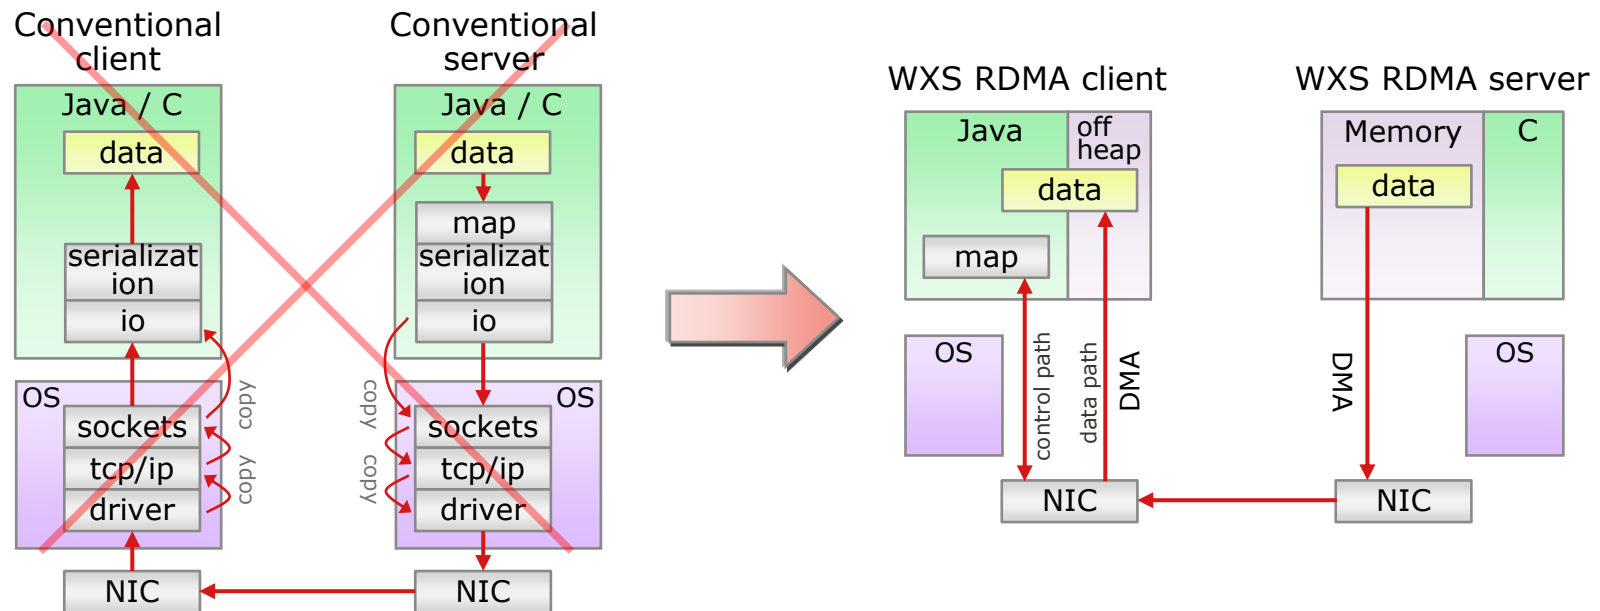 Conventional
client
Java / C
data
serializat
ion
io
OS
sockets
tcp/ip
driver
copy
copy
NIC
Conventional
server
Java / C
data
map
serializat
ion
io
OS
copy
copy
sockets
tcp/ip
driver
NIC
WXS RDMA client
Java
off
heap
data
map
OS
control path
data path
DMA
NIC
WXS RDMA server
Memory
C
data
DMA
OS
NIC